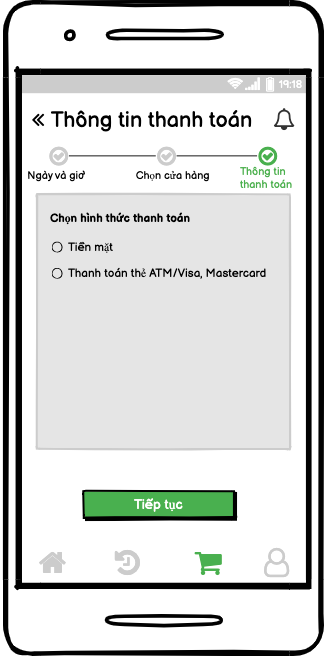 19:18
« Thông tin thanh toán
Ngày và giờ
Chọn cửa hàng
Thông tin
thanh toán
Chọn hình thức thanh toán
Tiền mặt
Thanh toán thẻ ATM/Visa, Mastercard
Tiếp tục